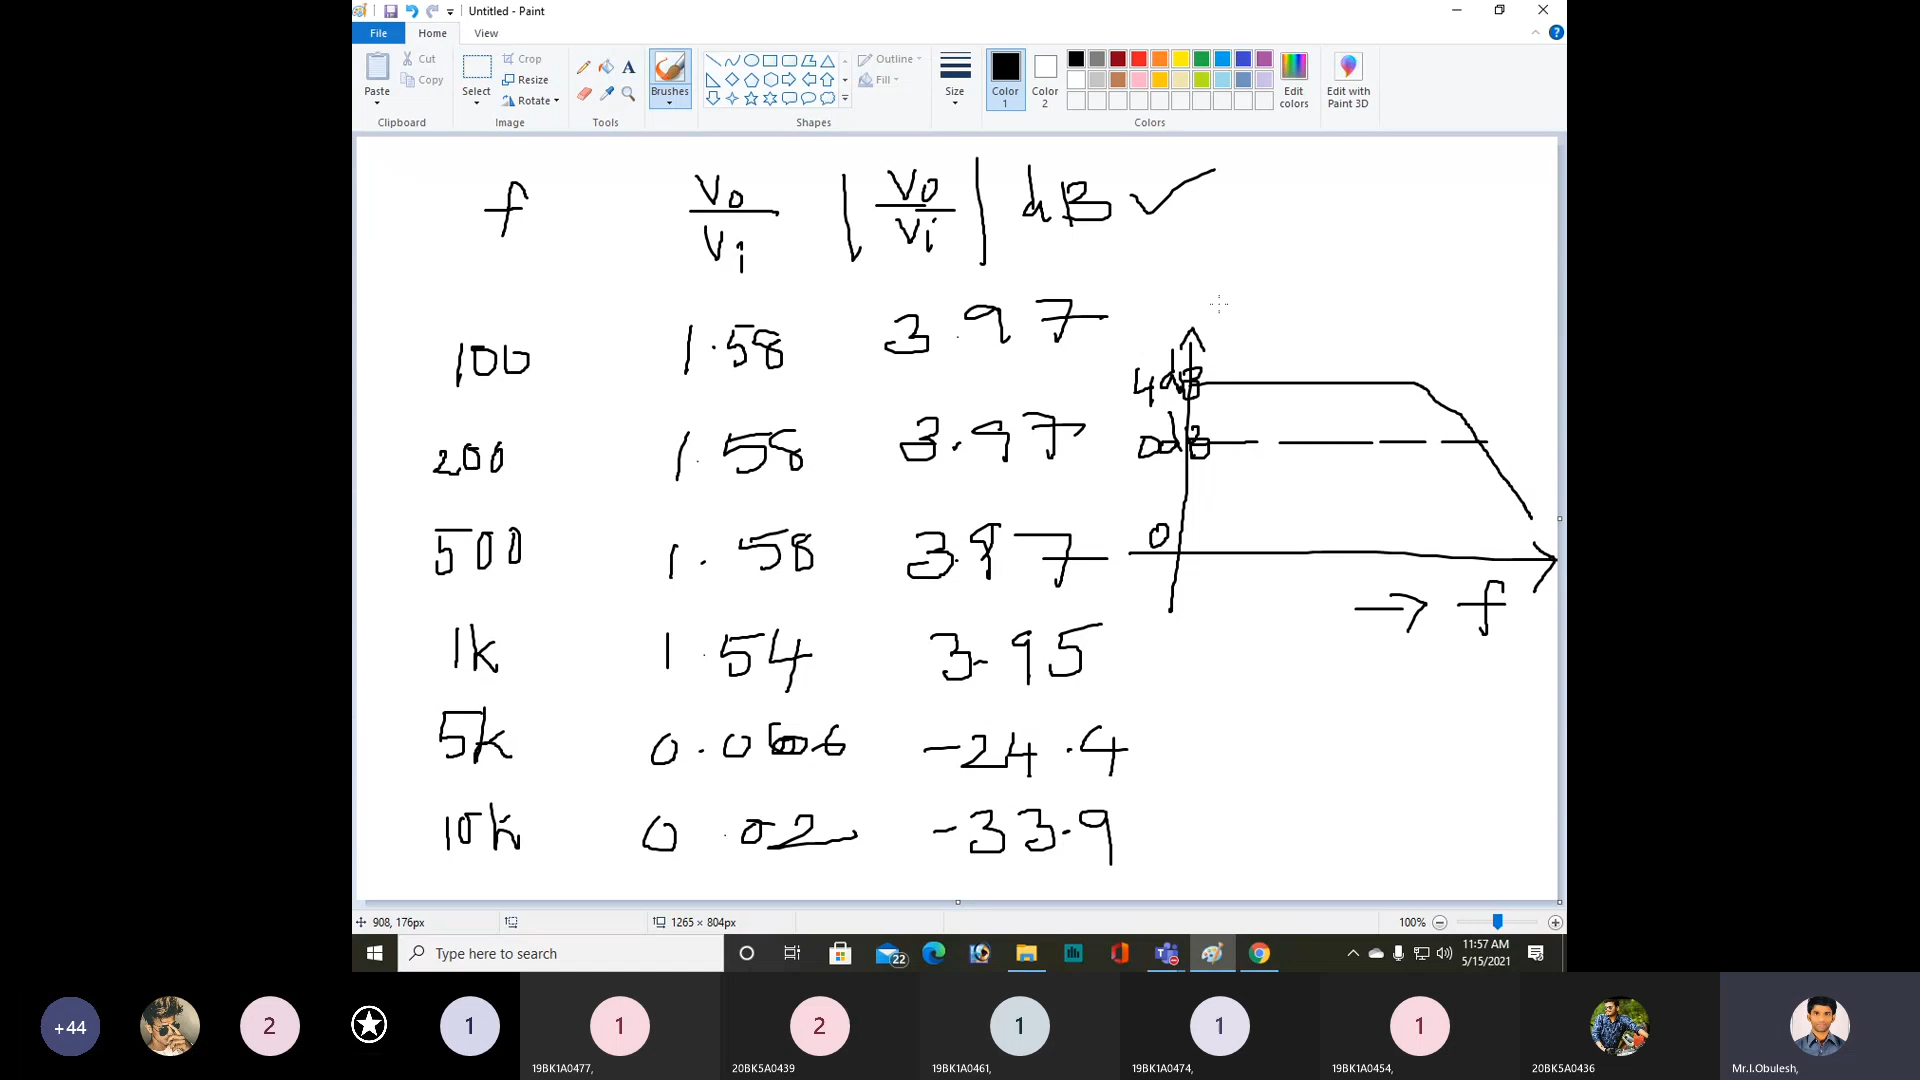 Untitled - Paint
File Home View
Paste Cut Copy Clipboard
Select Crop Resize Rotate Image
A Tools
Brushes Shapes
Outline Fill
Size
Color 1 Color 2 Edit colors Colors
Edit with Paint 3D
f Vo/Vi |Vo/Vi| dB
100 1.58 3.97
200 1.58 3.97
500 1.58 3.97
1k 1.54 3.95
5k -24.4
10k 0.02 -33.9
4dB
0dB
0
→ f
908, 176px 1265 × 804px 100%
Type here to search 22 11:57 AM
5/15/2021
+44 2 1 1 2 1 1 1
19BK1A0477, 20BK5A0439 19BK1A0461, 19BK1A0474, 19BK1A0454, 20BK5A0436 Mr.I.Obulesh,